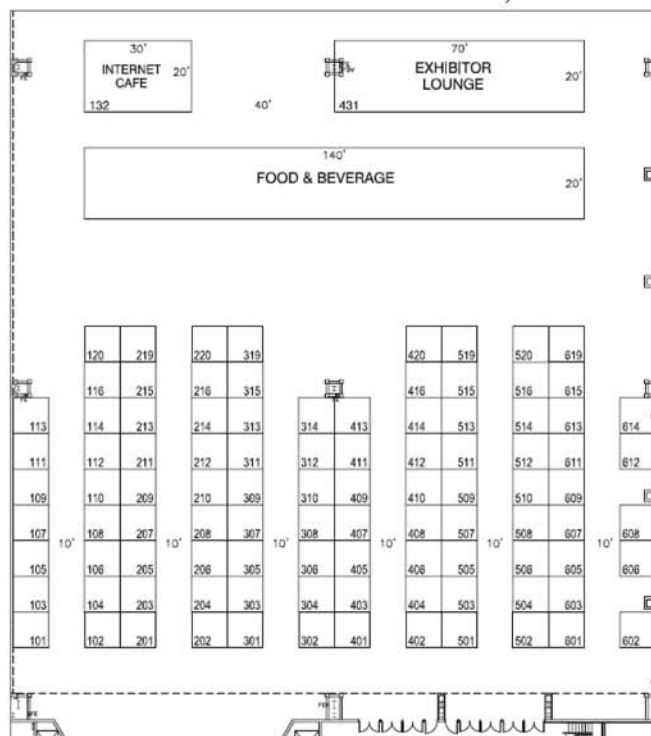 30' 70'
INTERNET 20' EXHIBITOR
CAFE LOUNGE 20'
132 40' 431
140'
FOOD & BEVERAGE 20'
120 219 220 319 420 519 520 619
116 215 216 315 416 515 516 615
113 114 213 214 313 314 413 414 513 514 613 614
111 112 211 212 311 312 411 412 511 512 611 612
109 110 209 210 309 310 409 410 509 510 609
107 108 207 208 307 308 407 408 507 508 607 608
10' 10' 10' 10' 10' 10'
105 106 205 206 305 306 405 406 505 506 605 606
103 104 203 204 303 304 403 404 503 504 603
101 102 201 202 301 302 401 402 501 502 601 602